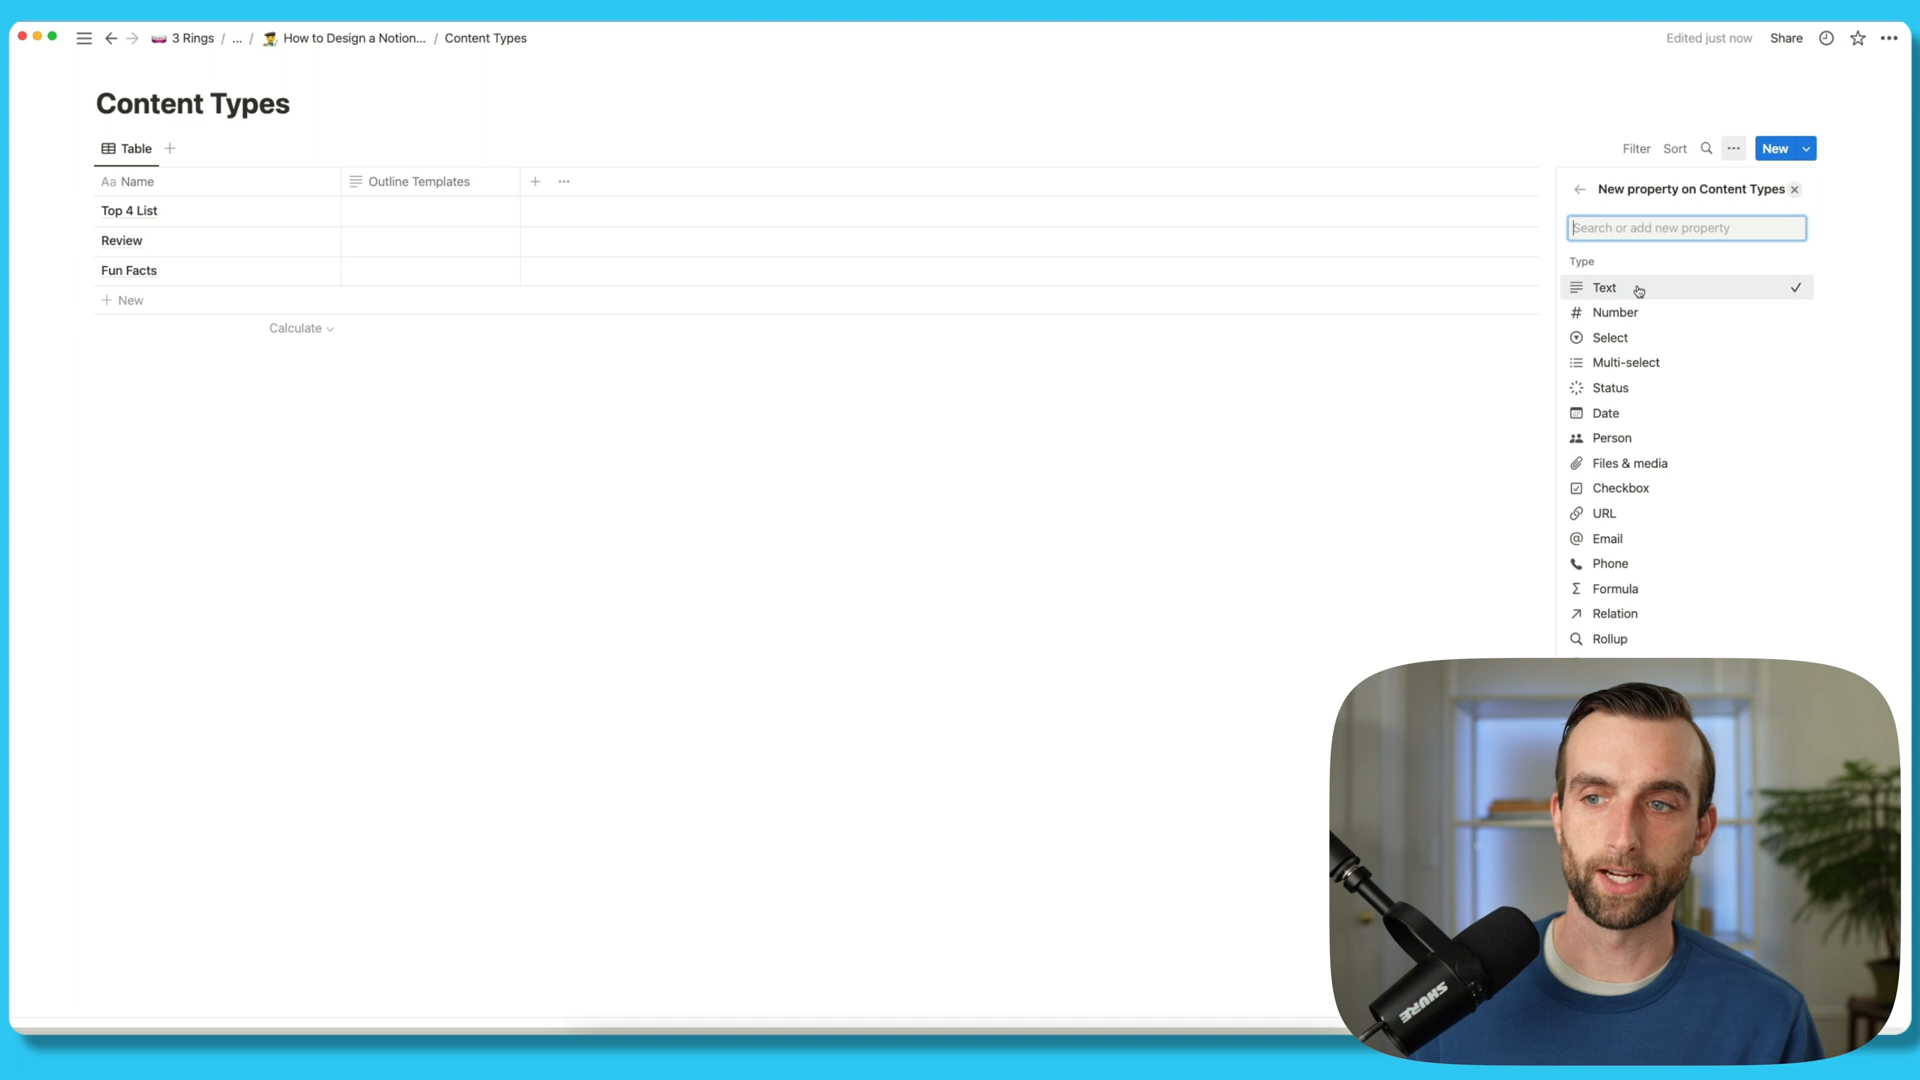 3 Rings / ... / How to Design a Notion... / Content Types
Edited just now Share
Content Types
Table
Filter Sort New
Aa Name Outline Templates
Top 4 List
Review
Fun Facts
+ New
Calculate
New property on Content Types
Search or add new property
Type
Text
Number
Select
Multi-select
Status
Date
Person
Files & media
Checkbox
URL
Email
Phone
Formula
Relation
Rollup
SHURE